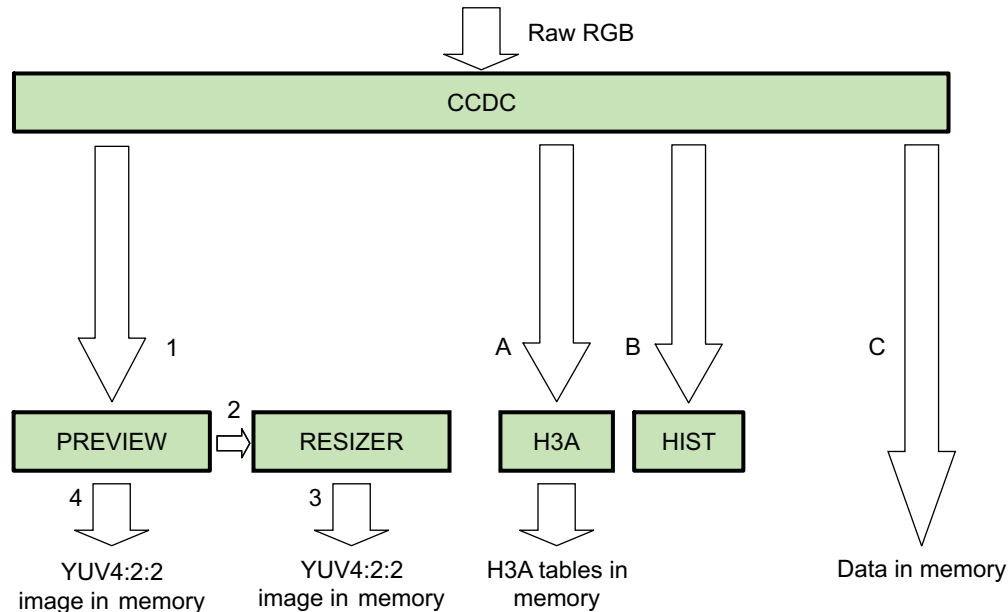 Raw RGB
CCDC
1
A
B
C
2
PREVIEW
RESIZER
H3A
HIST
4
3
YUV4:2:2
image in memory
YUV4:2:2
image in memory
H3A tables in
memory
Data in memory